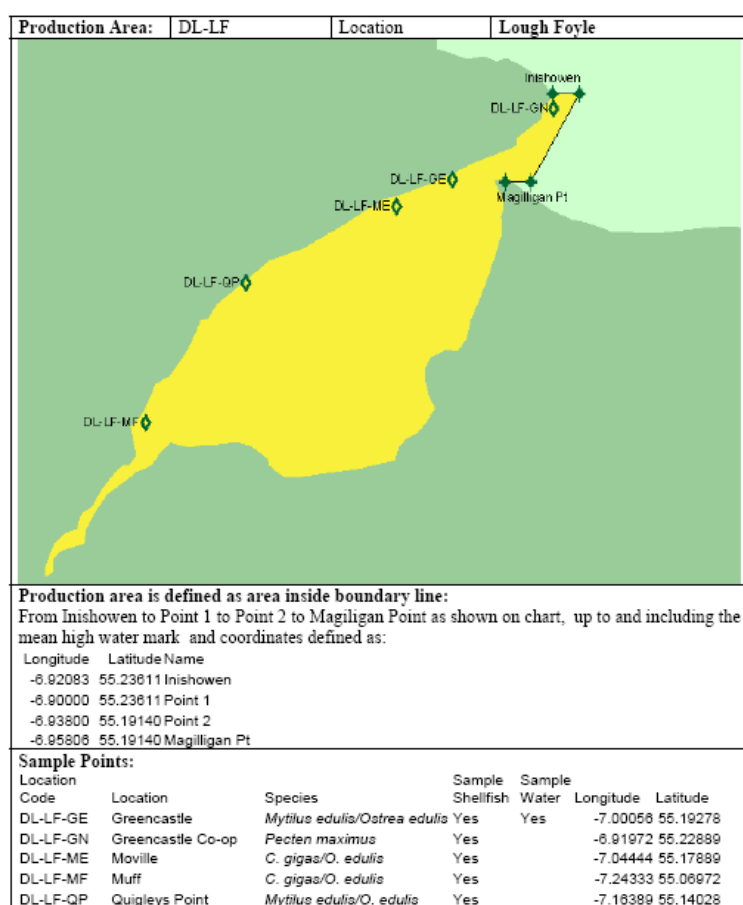 Production Area: DL-LF Location Lough Foyle
Inishowen
DL-LF-GN
DL-LF-GE
Magilligan Pt
DL-LF-ME
DL-LF-QP
DL-LF-MF
Production area is defined as area inside boundary line:
From Inishowen to Point 1 to Point 2 to Magiligan Point as shown on chart, up to and including the
mean high water mark and coordinates defined as:
Longitude Latitude Name
-6.92083 55.23611 Inishowen
-6.90000 55.23611 Point 1
-6.93800 55.19140 Point 2
-6.95806 55.19140 Magilligan Pt
Sample Points:
Location Sample Sample
Code Location Species Shellfish Water Longitude Latitude
DL-LF-GE Greencastle Mytilus edulis/Ostrea edulis Yes Yes -7.00056 55.19278
DL-LF-GN Greencastle Co-op Pecten maximus Yes -6.91972 55.22889
DL-LF-ME Moville C. gigas/O. edulis Yes -7.04444 55.17889
DL-LF-MF Muff C. gigas/O. edulis Yes -7.24333 55.06972
DL-LF-QP Quigleys Point Mytilus edulis/O. edulis Yes -7.16389 55.14028